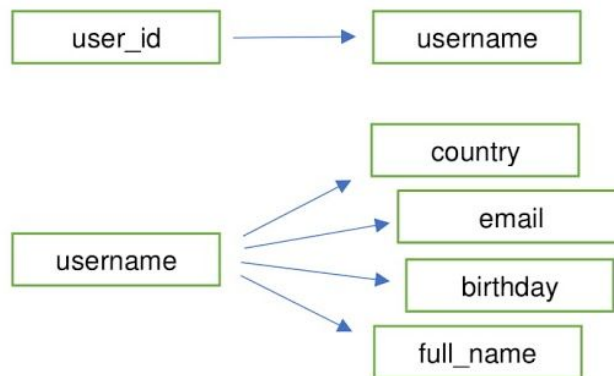 user_id
username
country
email
username
birthday
full_name